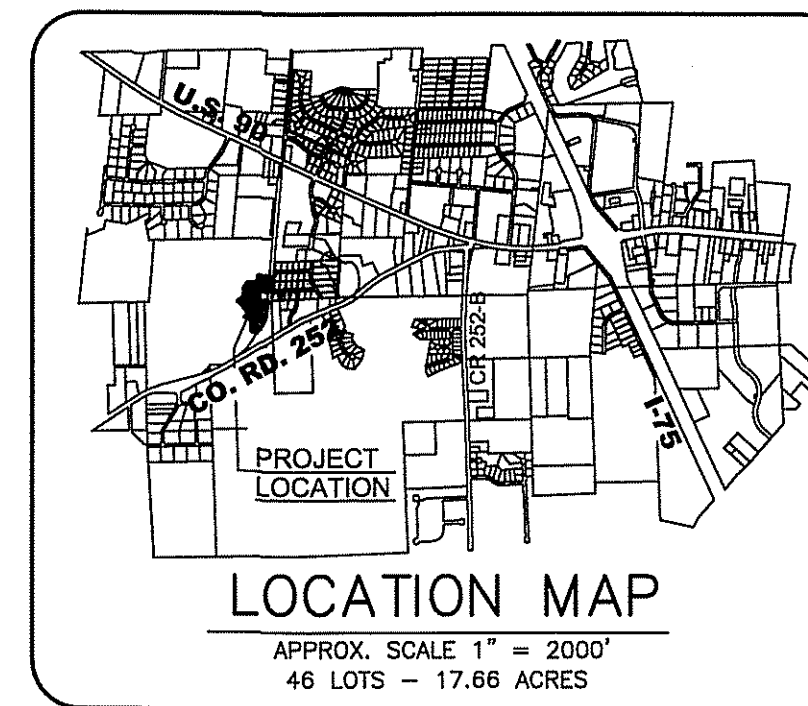 U.S. 90
CO. RD. 252
CR 252-B
I-75
PROJECT
LOCATION
LOCATION MAP
APPROX. SCALE 1" = 2000'
46 LOTS - 17.66 ACRES